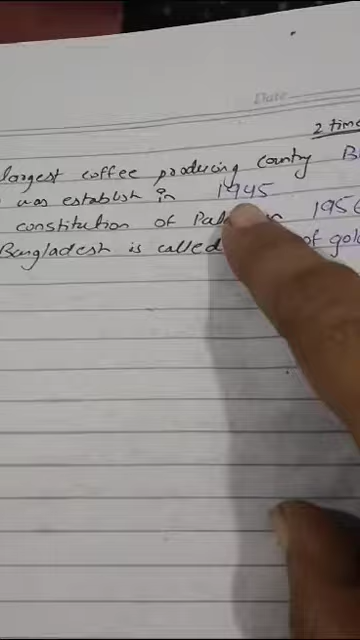 Date
2 time
largest coffee producing county B
was establish in 1945
constitution of Pak n 1956
Bangladesh is called of gold